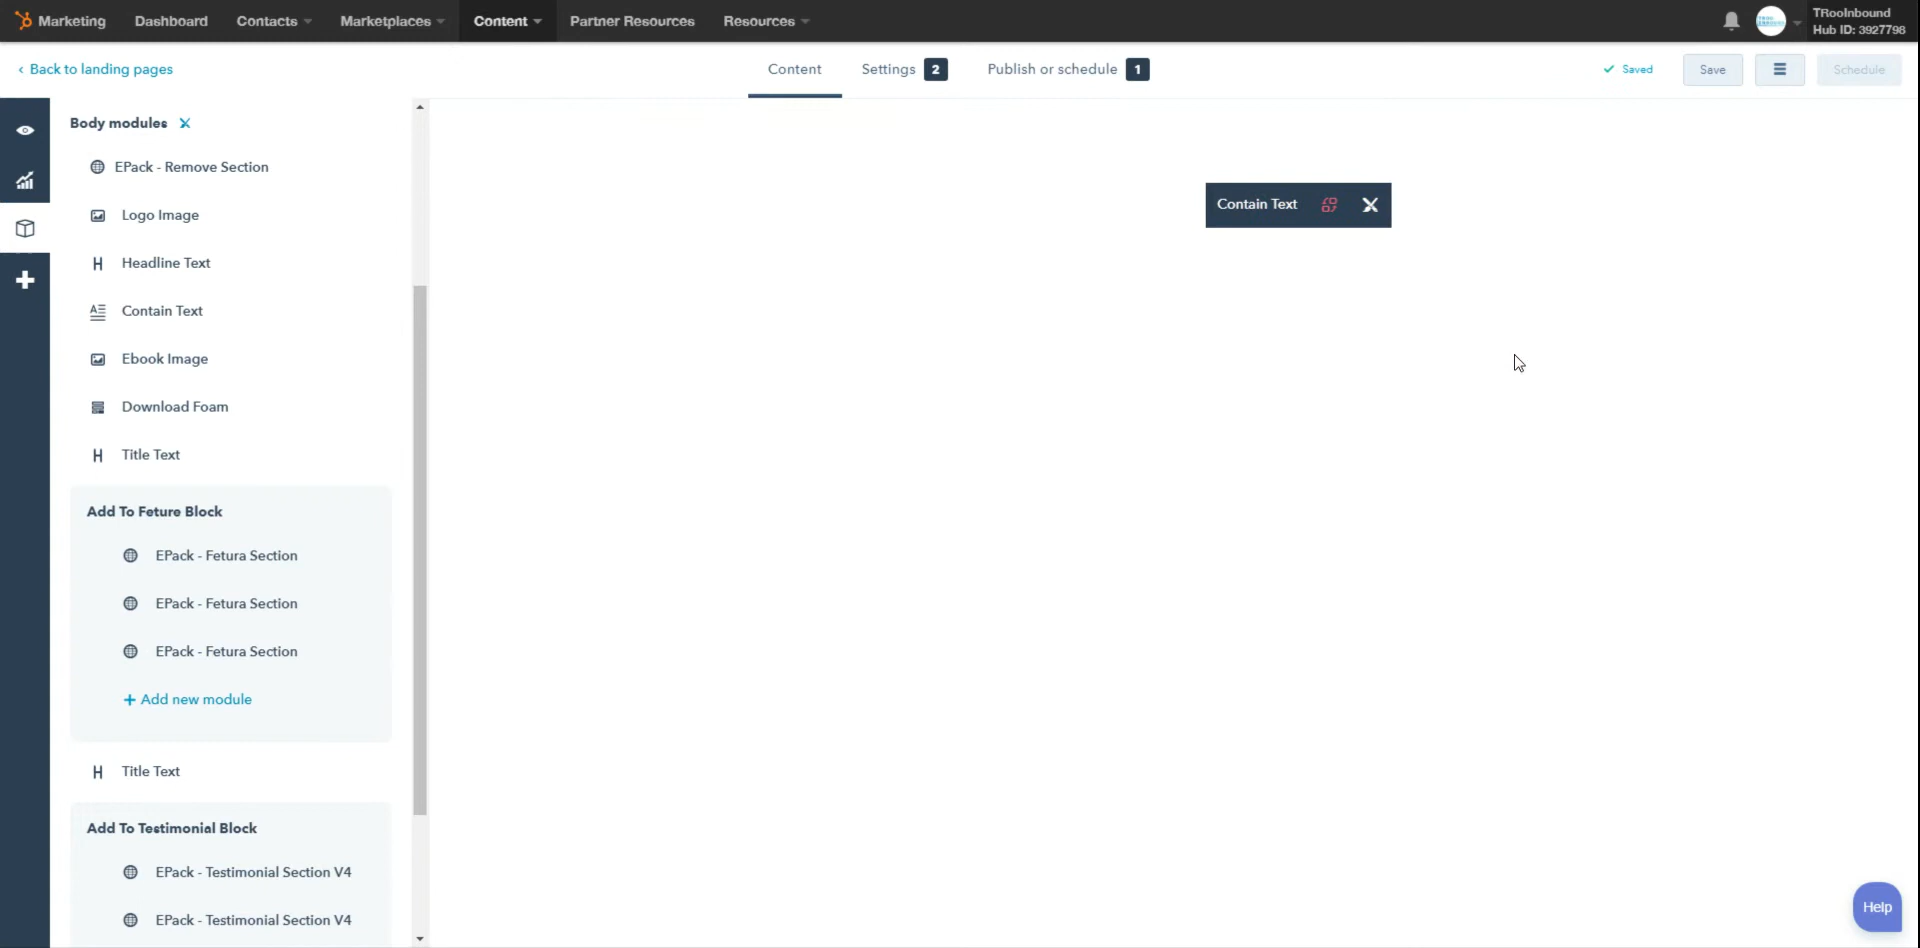 Marketing Dashboard Contacts Marketplaces Content Partner Resources Resources
TRooInbound
Hub ID: 3927798
Back to landing pages
Content Settings 2 Publish or schedule 1
Saved Save Schedule
Body modules
EPack - Remove Section
Logo Image
Headline Text
Contain Text
Ebook Image
Download Foam
Title Text
Add To Feture Block
EPack - Fetura Section
EPack - Fetura Section
EPack - Fetura Section
+ Add new module
Title Text
Add To Testimonial Block
EPack - Testimonial Section V4
EPack - Testimonial Section V4
Contain Text
Help